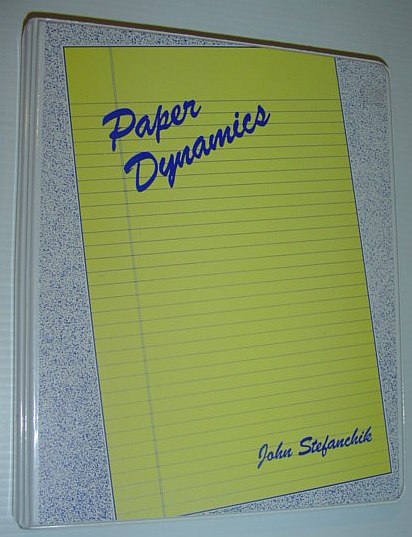 Paper
Dynamics
John Stefanchik